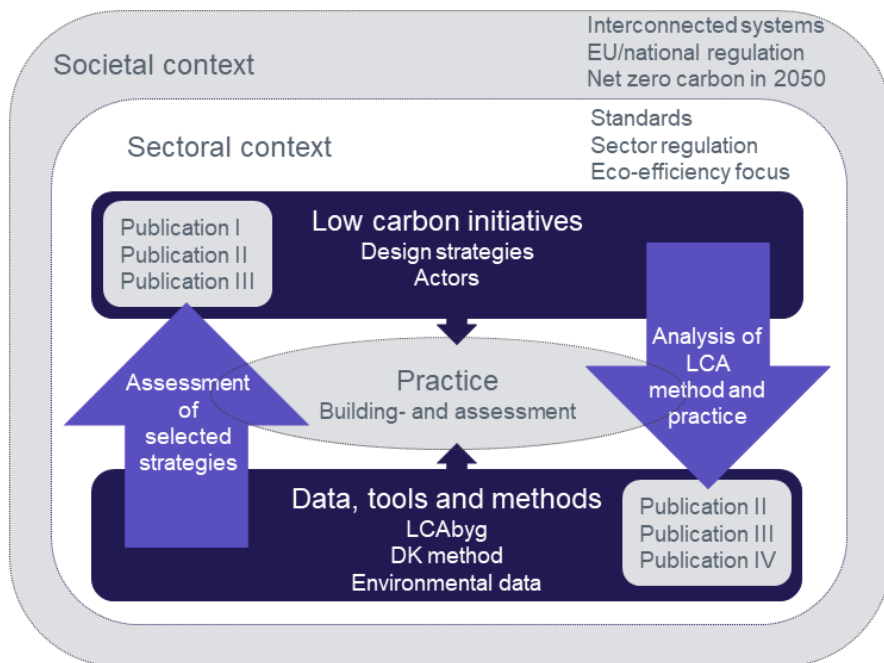 Societal context
Interconnected systems
EU/national regulation
Net zero carbon in 2050
Sectoral context
Standards
Sector regulation
Eco-efficiency focus
Publication I
Publication II
Publication III
Low carbon initiatives
Design strategies
Actors
Assessment
of
selected
strategies
Practice
Building- and assessment
Analysis of
LCA
method and
practice
Data, tools and methods
LCAbyg
DK method
Environmental data
Publication II
Publication III
Publication IV